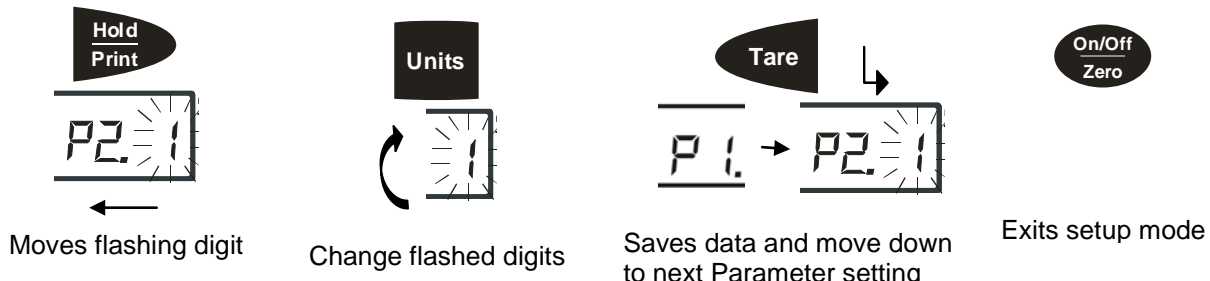 Hold
Print
P2. 1
Moves flashing digit
Units
1
Change flashed digits
Tare
P 1.
P2. 1
Saves data and move down
to next Parameter setting
On/Off
Zero
Exits setup mode